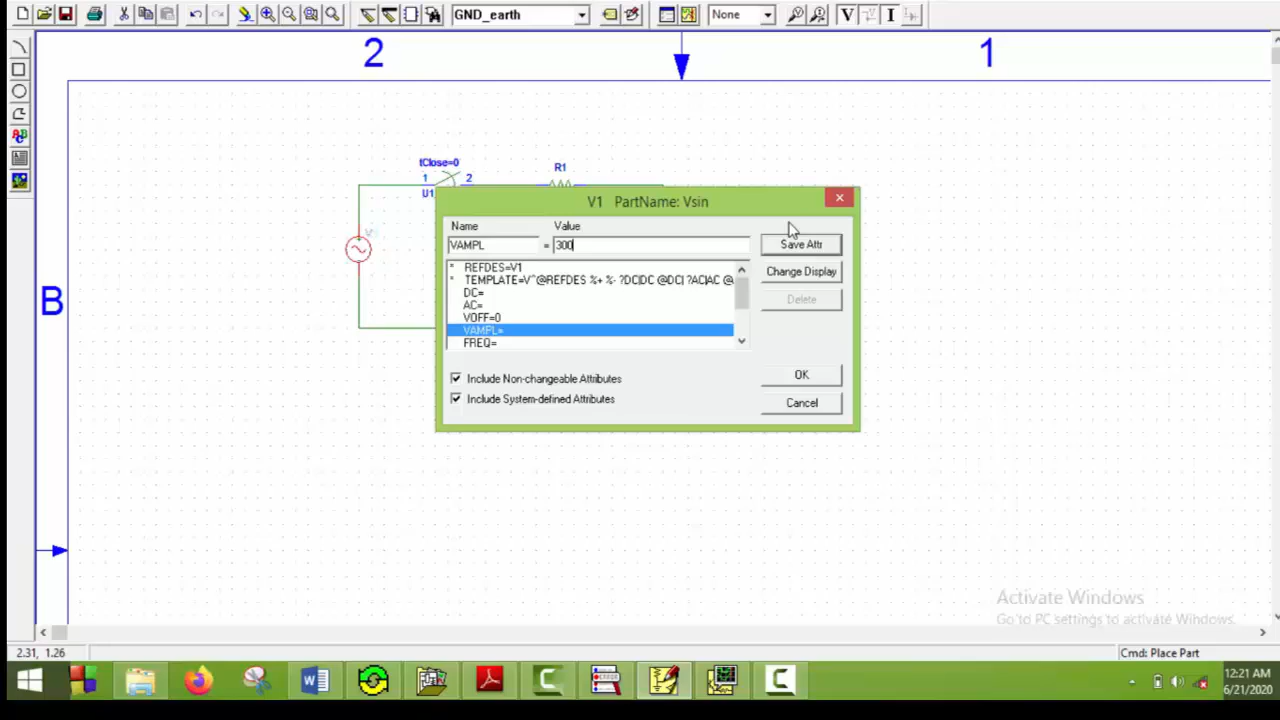 GND_earth
None
V
I
2
1
B
tClose=0
1
2
U1
R1
V1 PartName: Vsin
Name
Value
VAMPL
=
300
Save Attr
* REFDES=V1
* TEMPLATE=V^@REFDES %+ %- ?DC|DC @DC| ?AC|AC @
DC=
AC=
VOFF=0
VAMPL=
FREQ=
Change Display
Delete
Include Non-changeable Attributes
OK
Include System-defined Attributes
Cancel
Activate Windows
Go to PC settings to activate Windows.
2.31, 1.26
Cmd: Place Part
12:21 AM
6/21/2020